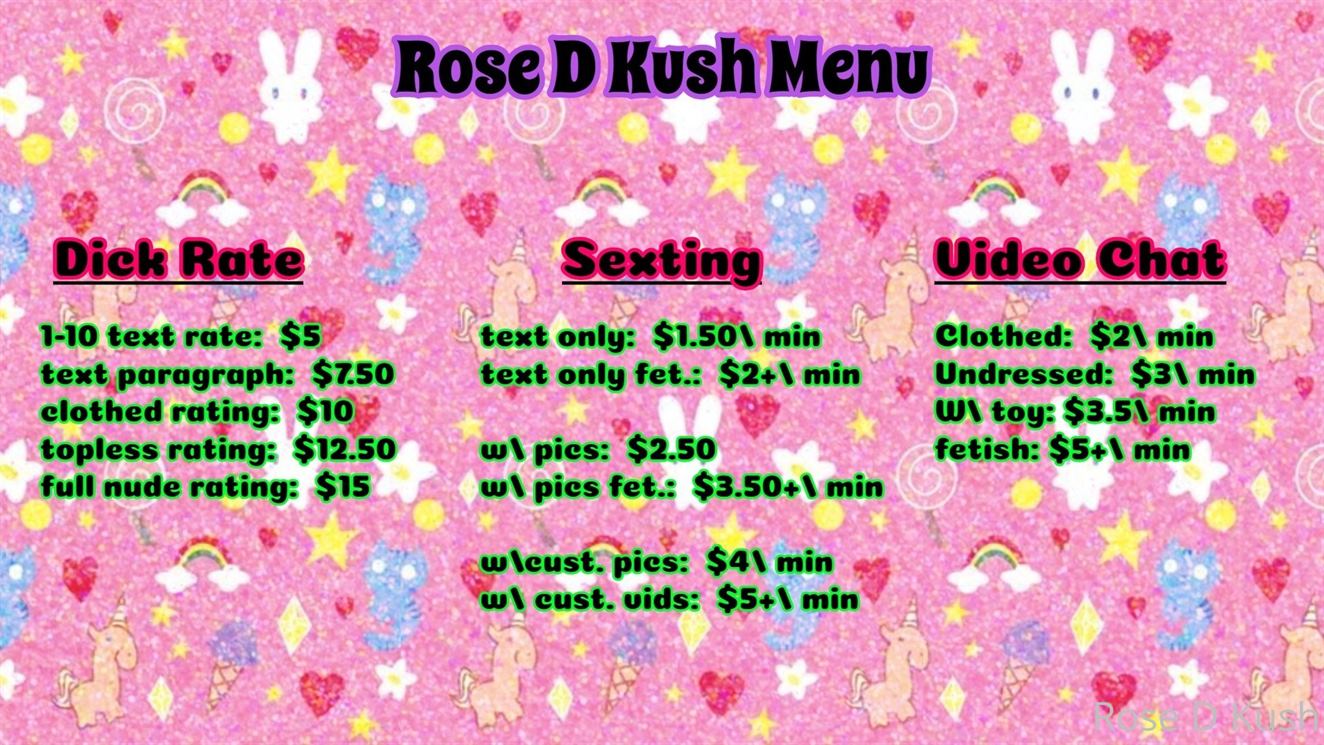 Rose D Kush Menu
Dick Rate
1-10 text rate: $5
text paragraph: $7.50
clothed rating: $10
topless rating: $12.50
full nude rating: $15
Sexting
text only: $1.50\ min
text only fet.: $2+\ min
w\ pics: $2.50
w\ pics fet.: $3.50+\ min
w\cust. pics: $4\ min
w\ cust. vids: $5+\ min
Video Chat
Clothed: $2\ min
Undressed: $3\ min
W\ toy: $3.5\ min
fetish: $5+\ min
Rose D Kush